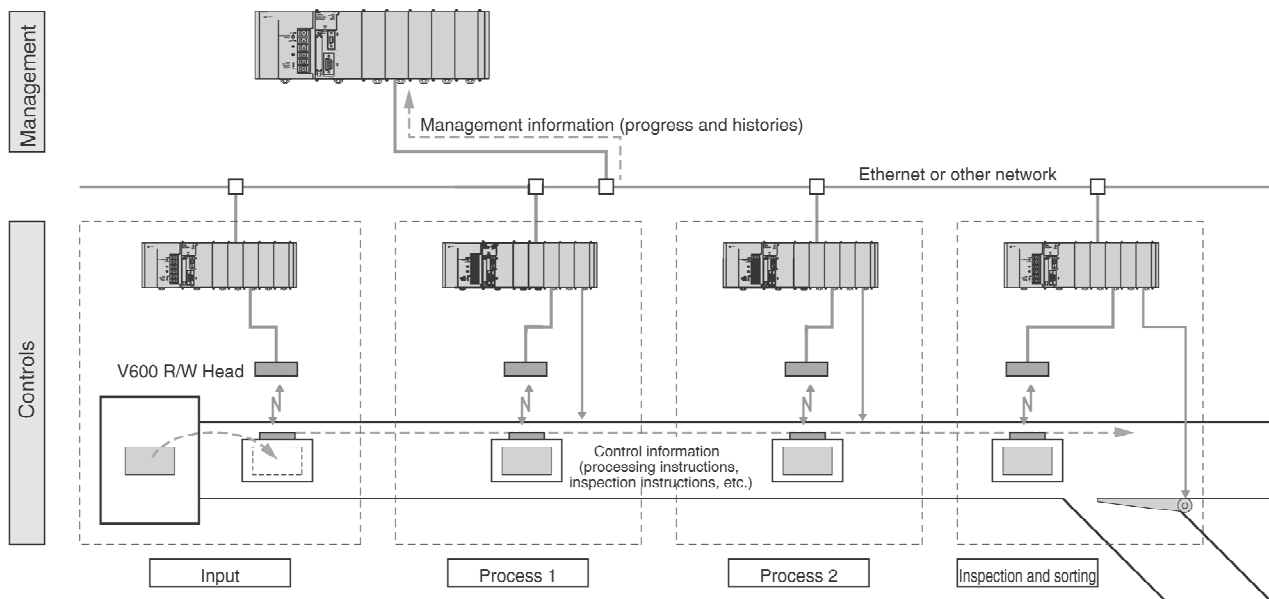 Management
Management information (progress and histories)
Ethernet or other network
Controls
V600 R/W Head
Control information
(processing instructions,
inspection instructions, etc.)
Input
Process 1
Process 2
Inspection and sorting